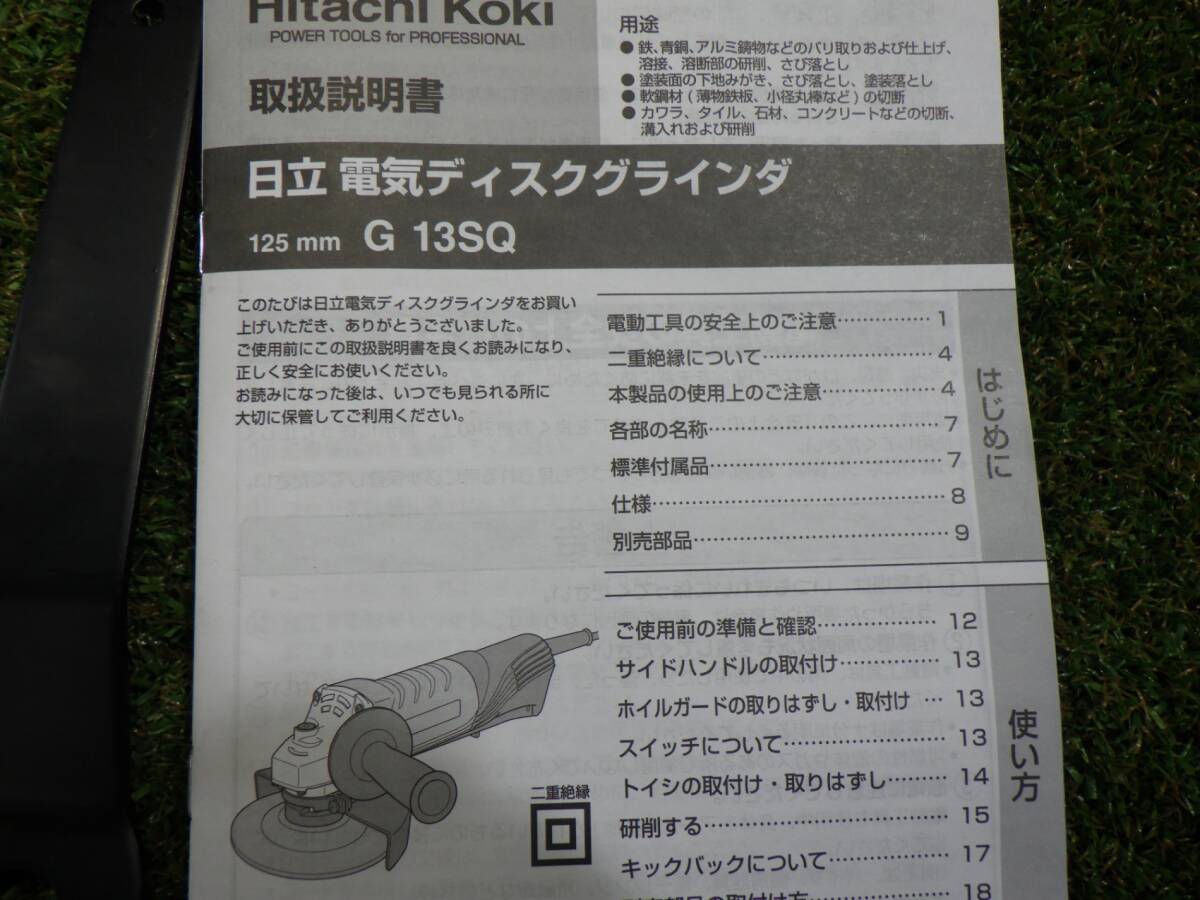 Hitachi Koki
POWER TOOLS for PROFESSIONAL
取扱説明書
用途
● 鉄、青銅、アルミ鋳物などのバリ取りおよび仕上げ、
溶接、溶断部の研削、さび落とし
● 塗装面の下地みがき、さび落とし、塗装落とし
● 軟鋼材(薄物鉄板、小径丸棒など)の切断
● カワラ、タイル、石材、コンクリートなどの切断、
溝入れおよび研削
日立 電気ディスクグラインダ
125 mm G 13SQ
このたびは日立電気ディスクグラインダをお買い
上げいただき、ありがとうございました。
ご使用前にこの取扱説明書を良くお読みになり、
正しく安全にお使いください。
お読みになった後は、いつでも見られる所に
大切に保管してご利用ください。
はじめに
電動工具の安全上のご注意…………… 1
二重絶縁について…………………… 4
本製品の使用上のご注意…………… 4
各部の名称…………………………… 7
標準付属品…………………………… 7
仕様…………………………………… 8
別売部品……………………………… 9
使い方
ご使用前の準備と確認……………… 12
サイドハンドルの取付け…………… 13
ホイルガードの取りはずし・取付け … 13
スイッチについて…………………… 13
トイシの取付け・取りはずし……… 14
研削する……………………………… 15
キックバックについて……………… 17
18
二重絶縁